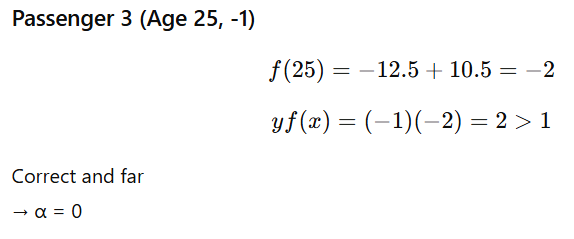 Passenger 3 (Age 25, -1)
f(25) = −12.5 + 10.5 = −2
yf(x) = (−1)(−2) = 2 > 1
Correct and far
→ α = 0